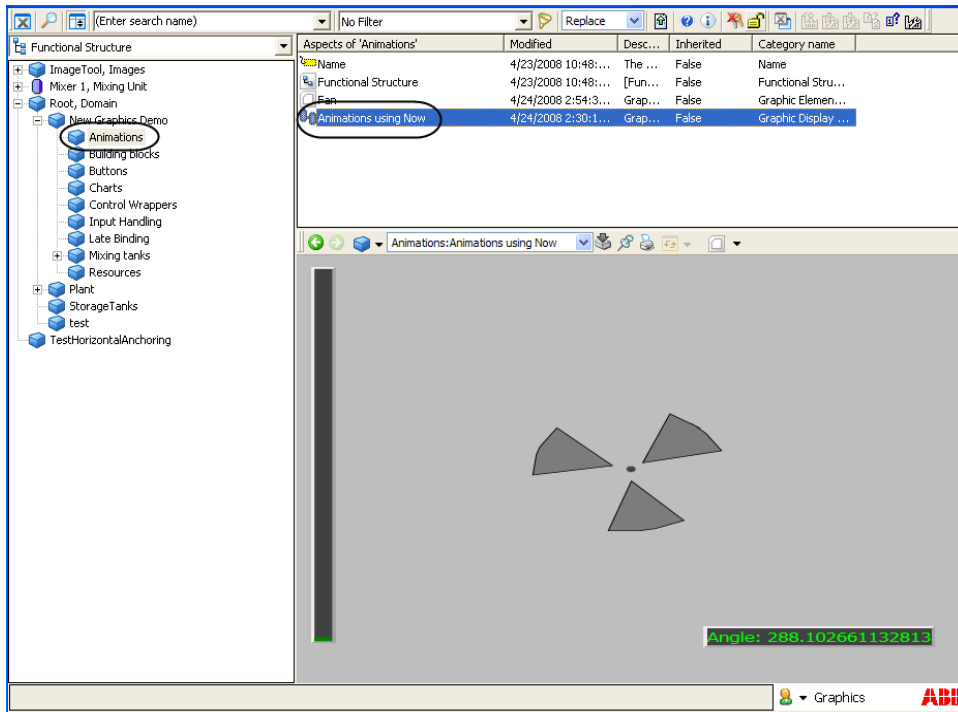 (Enter search name) No Filter Replace
Functional Structure
ImageTool, Images
Mixer 1, Mixing Unit
Root, Domain
New Graphics Demo
Animations
Building blocks
Buttons
Charts
Control Wrappers
Input Handling
Late Binding
Mixing tanks
Resources
Plant
StorageTanks
test
TestHorizontalAnchoring
Aspects of 'Animations' Modified Desc... Inherited Category name
Name 4/23/2008 10:48:... The ... False Name
Functional Structure 4/23/2008 10:48:... [Fun... False Functional Stru...
Fan 4/24/2008 2:54:3... Grap... False Graphic Elemen...
Animations using Now 4/24/2008 2:30:1... Grap... False Graphic Display ...
Animations:Animations using Now
Angle: 288.102661132813
Graphics
ABB